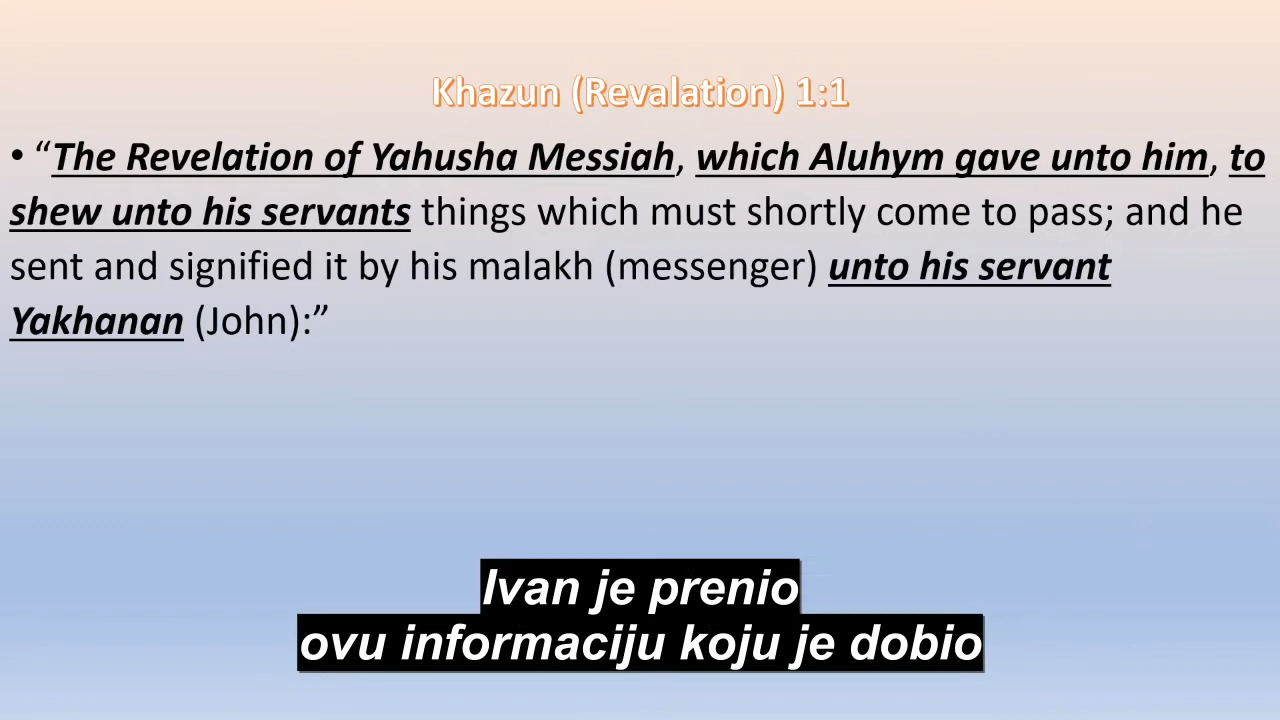 Khazun (Revalation) 1:1
• “The Revelation of Yahusha Messiah, which Aluhym gave unto him, to
shew unto his servants things which must shortly come to pass; and he
sent and signified it by his malakh (messenger) unto his servant
Yakhanan (John):”
Ivan je prenio
ovu informaciju koju je dobio